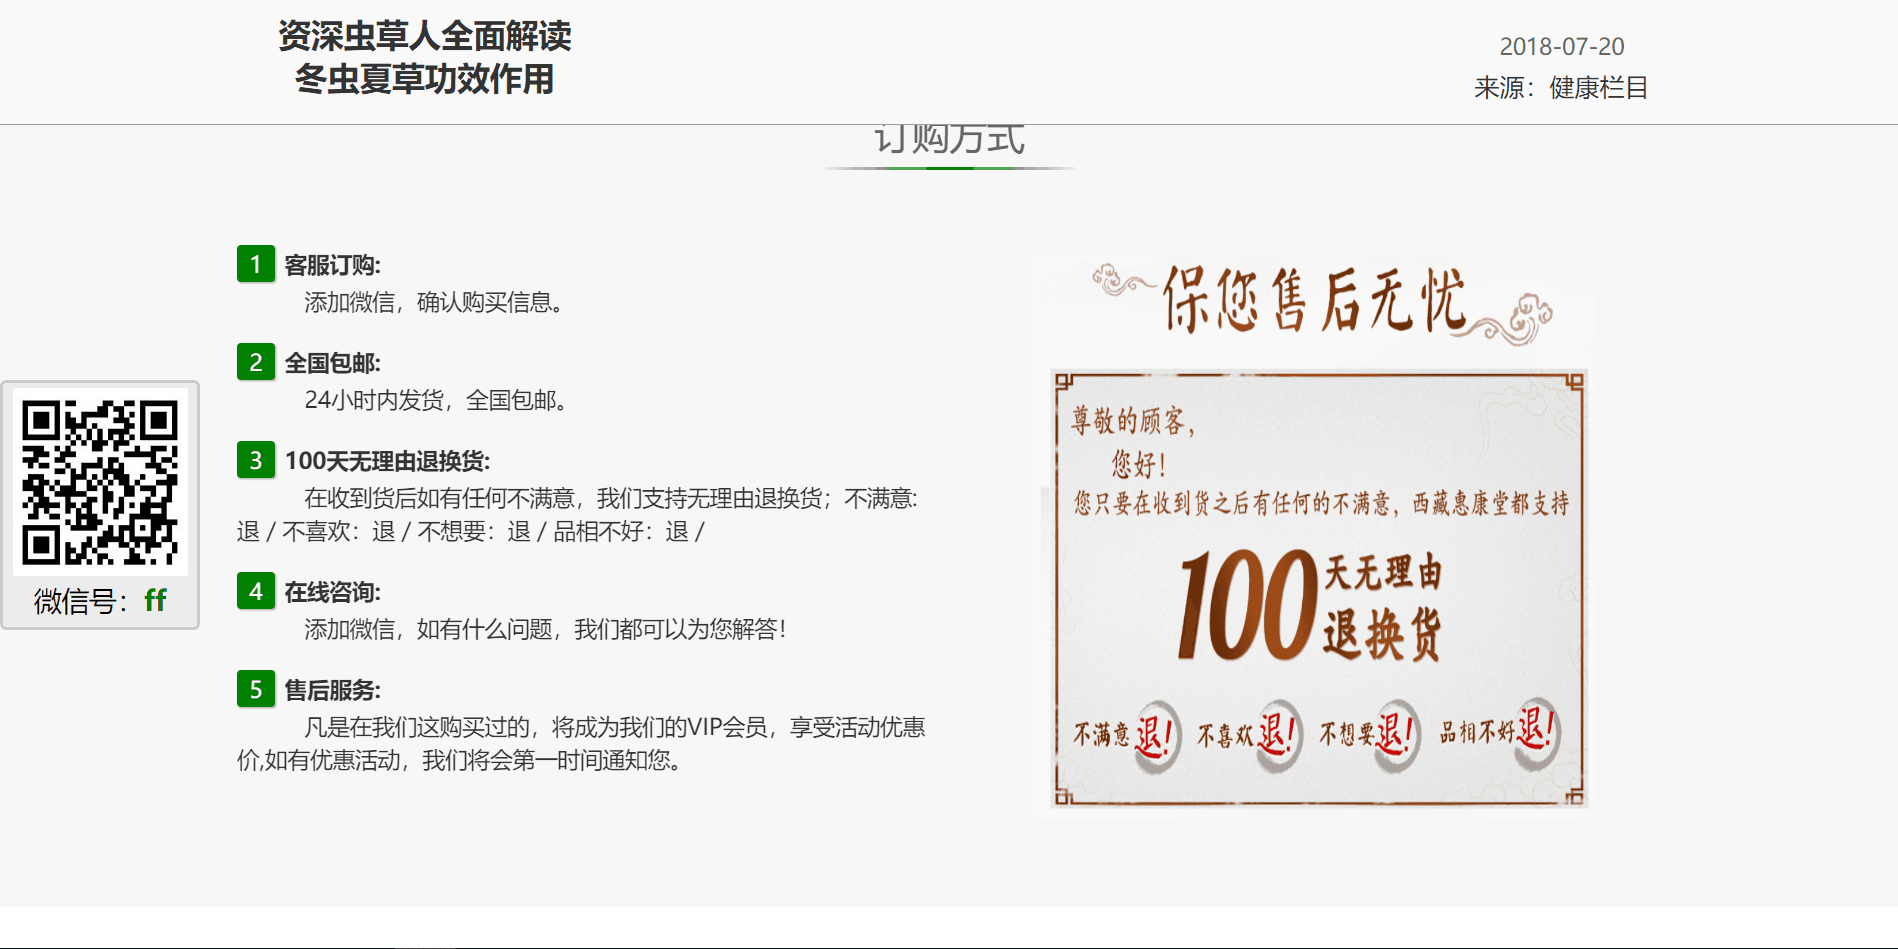 资深虫草人全面解读
冬虫夏草功效作用
2018-07-20
来源：健康栏目
订购方式
1 客服订购:
添加微信，确认购买信息。
2 全国包邮:
24小时内发货，全国包邮。
3 100天无理由退换货:
在收到货后如有任何不满意，我们支持无理由退换货；不满意:
退 / 不喜欢：退 / 不想要：退 / 品相不好：退 /
4 在线咨询:
添加微信，如有什么问题，我们都可以为您解答！
5 售后服务:
凡是在我们这购买过的，将成为我们的VIP会员，享受活动优惠
价,如有优惠活动，我们将会第一时间通知您。
微信号：ff
保您售后无忧
尊敬的顾客，
您好！
您只要在收到货之后有任何的不满意，西藏惠康堂都支持
100天无理由
退换货
不满意退！ 不喜欢退！ 不想要退！ 品相不好退！